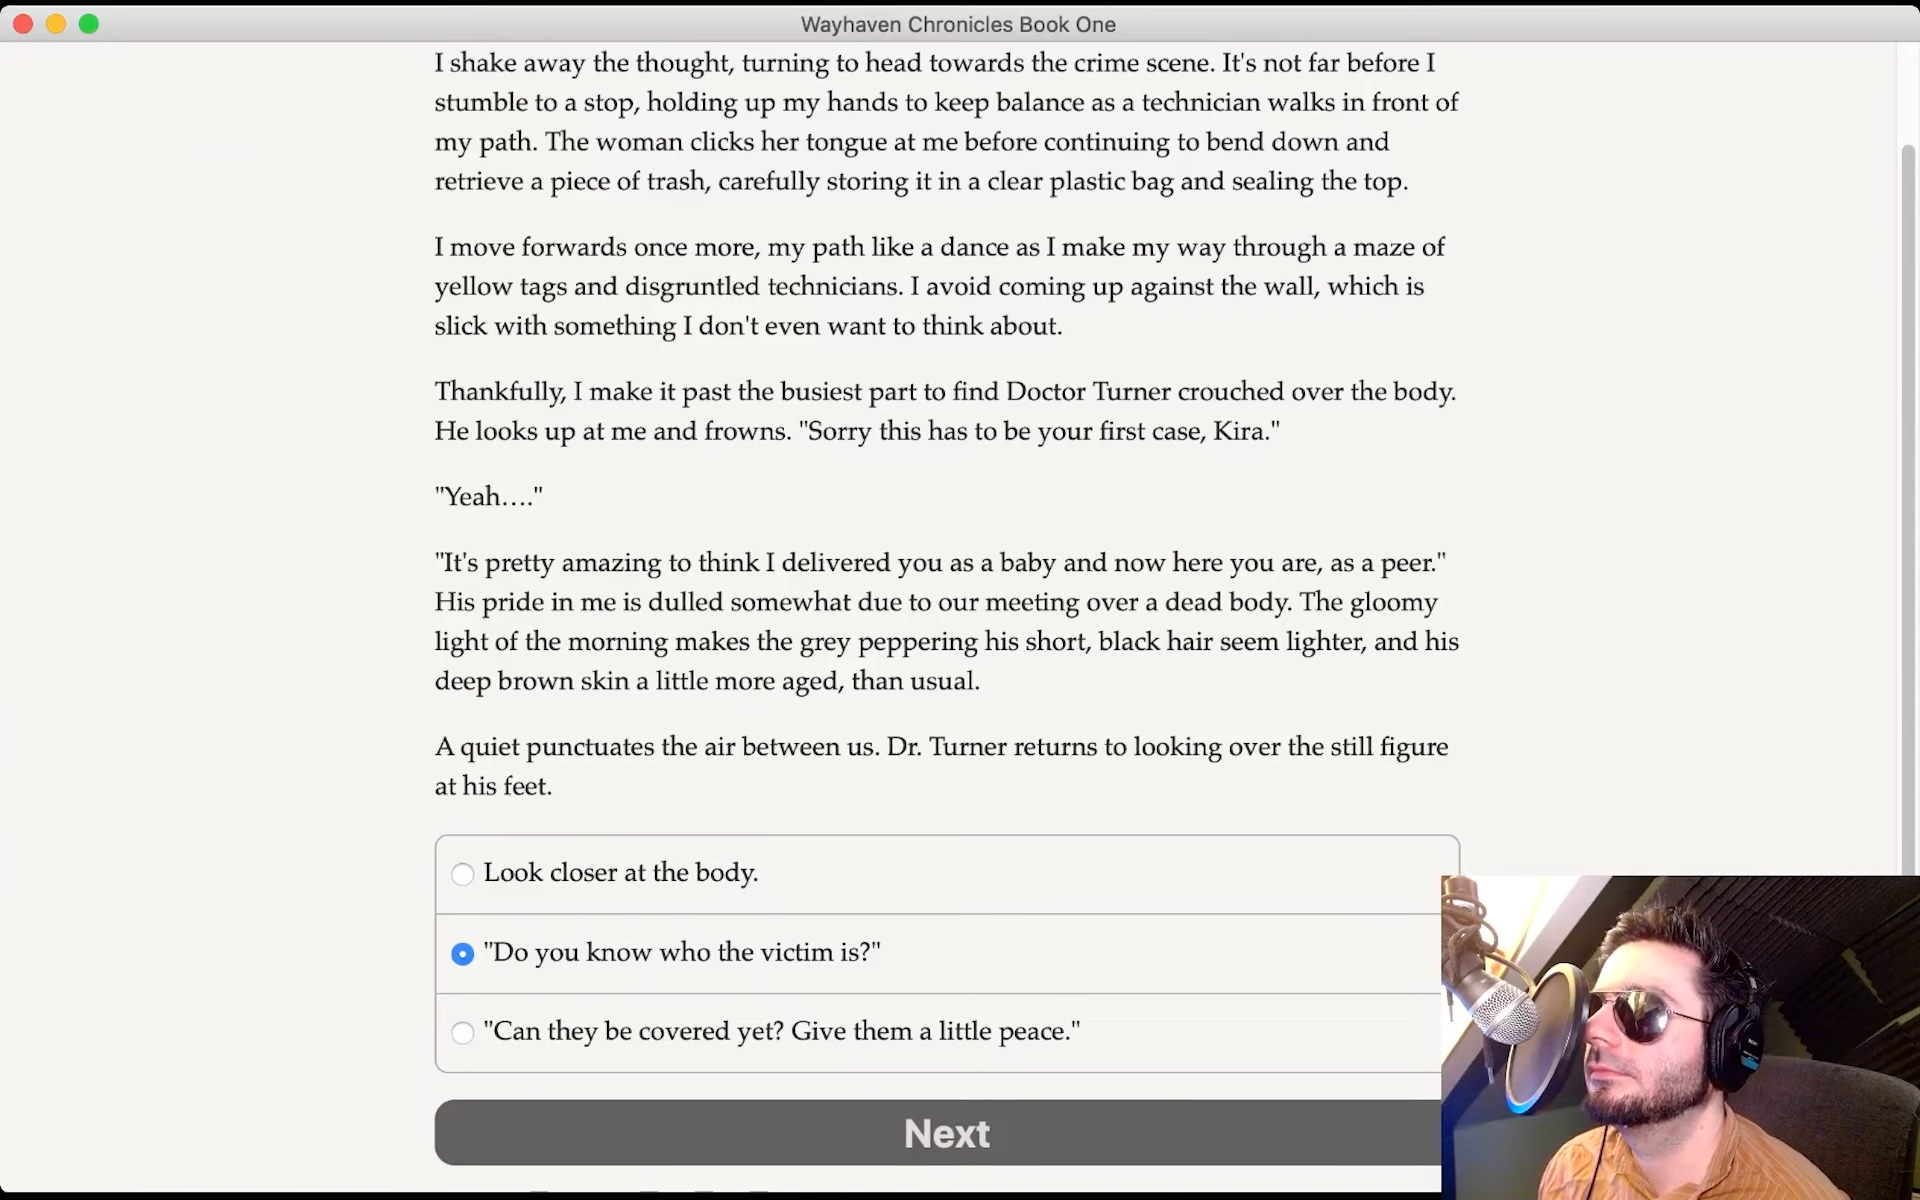 Wayhaven Chronicles Book One
I shake away the thought, turning to head towards the crime scene. It's not far before I
stumble to a stop, holding up my hands to keep balance as a technician walks in front of
my path. The woman clicks her tongue at me before continuing to bend down and
retrieve a piece of trash, carefully storing it in a clear plastic bag and sealing the top.
I move forwards once more, my path like a dance as I make my way through a maze of
yellow tags and disgruntled technicians. I avoid coming up against the wall, which is
slick with something I don't even want to think about.
Thankfully, I make it past the busiest part to find Doctor Turner crouched over the body.
He looks up at me and frowns. "Sorry this has to be your first case, Kira."
"Yeah…."
"It's pretty amazing to think I delivered you as a baby and now here you are, as a peer."
His pride in me is dulled somewhat due to our meeting over a dead body. The gloomy
light of the morning makes the grey peppering his short, black hair seem lighter, and his
deep brown skin a little more aged, than usual.
A quiet punctuates the air between us. Dr. Turner returns to looking over the still figure
at his feet.
Look closer at the body.
"Do you know who the victim is?"
"Can they be covered yet? Give them a little peace."
Next